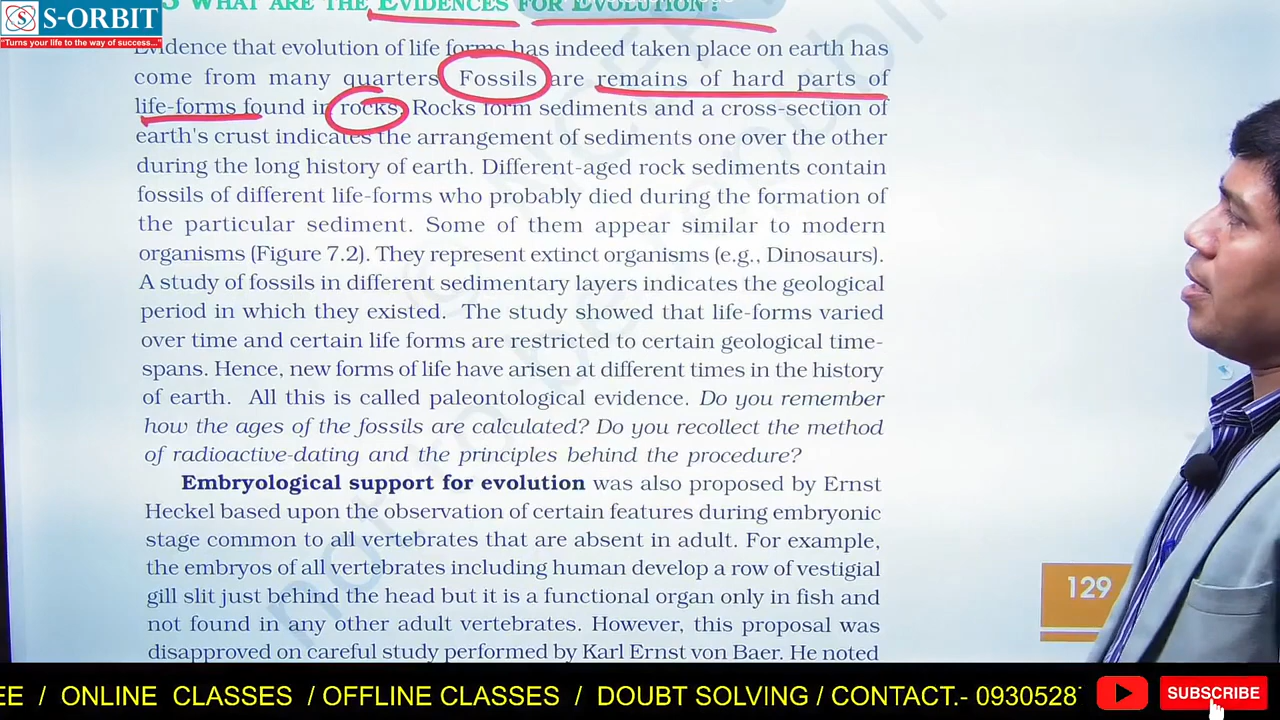 S-ORBIT
"Turns your life to the way of success..."
3 WHAT ARE THE EVIDENCES FOR EVOLUTION?
Evidence that evolution of life forms has indeed taken place on earth has
come from many quarters. Fossils are remains of hard parts of
life-forms found in rocks. Rocks form sediments and a cross-section of
earth's crust indicates the arrangement of sediments one over the other
during the long history of earth. Different-aged rock sediments contain
fossils of different life-forms who probably died during the formation of
the particular sediment. Some of them appear similar to modern
organisms (Figure 7.2). They represent extinct organisms (e.g., Dinosaurs).
A study of fossils in different sedimentary layers indicates the geological
period in which they existed. The study showed that life-forms varied
over time and certain life forms are restricted to certain geological time-
spans. Hence, new forms of life have arisen at different times in the history
of earth. All this is called paleontological evidence. Do you remember
how the ages of the fossils are calculated? Do you recollect the method
of radioactive-dating and the principles behind the procedure?
Embryological support for evolution was also proposed by Ernst
Heckel based upon the observation of certain features during embryonic
stage common to all vertebrates that are absent in adult. For example,
the embryos of all vertebrates including human develop a row of vestigial
gill slit just behind the head but it is a functional organ only in fish and
not found in any other adult vertebrates. However, this proposal was
disapproved on careful study performed by Karl Ernst von Baer. He noted
129
EE / ONLINE CLASSES / OFFLINE CLASSES / DOUBT SOLVING / CONTACT.- 0930528
SUBSCRIBE